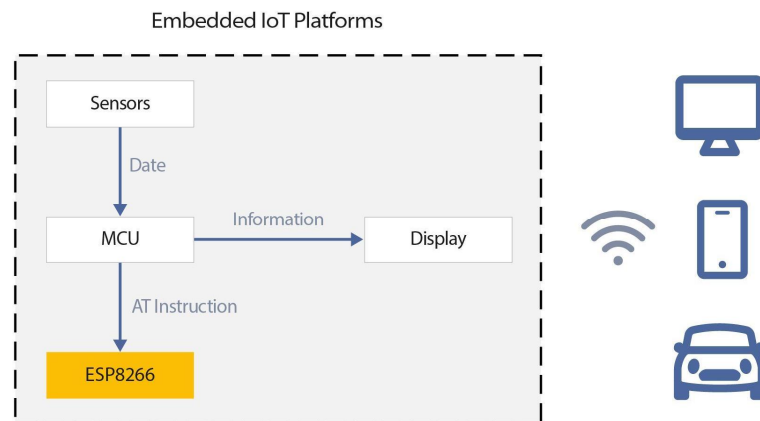 Embedded IoT Platforms
Sensors
Date
MCU
Information
Display
AT Instruction
ESP8266